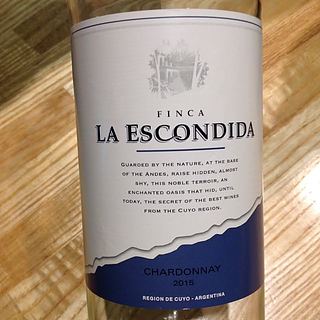 FINCA
LA ESCONDIDA
GUARDED BY THE NATURE, AT THE BASE
OF THE ANDES, RAISE HIDDEN, ALMOST
SHY, THIS NOBLE TERROIR, AN
ENCHANTED OASIS THAT HID, UNTIL
TODAY, THE SECRET OF THE BEST WINES
FROM THE CUYO REGION.
CHARDONNAY
2015
REGION DE CUYO - ARGENTINA